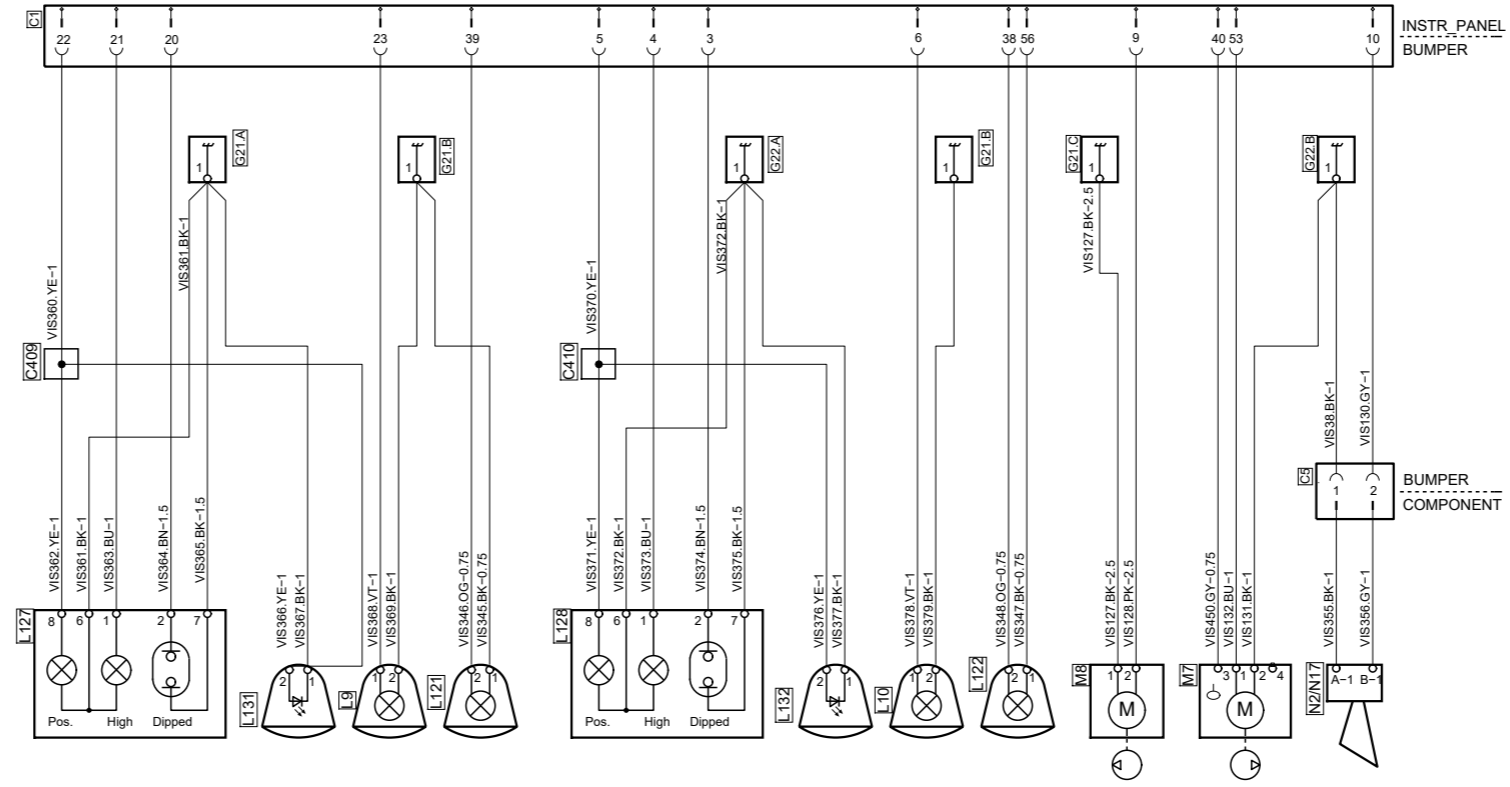 C1
22 21 20 23 39 5 4 3 6 38 56 9 40 53 10
INSTR_PANEL
BUMPER
1 G21.A
1 G21.B
1 G22.A
1 G21.B
G21.C 1
G22.B 1
VIS361.BK-1
VIS372.BK-1
VIS127.BK-2.5
VIS360.YE-1
VIS370.YE-1
C409
C410
VIS38.BK-1
VIS130.GY-1
C5
1 2
BUMPER
COMPONENT
VIS362.YE-1
VIS361.BK-1
VIS363.BU-1
VIS364.BN-1.5
VIS365.BK-1.5
VIS366.YE-1
VIS367.BK-1
VIS368.VT-1
VIS369.BK-1
VIS346.OG-0.75
VIS345.BK-0.75
VIS371.YE-1
VIS372.BK-1
VIS373.BU-1
VIS374.BN-1.5
VIS375.BK-1.5
VIS376.YE-1
VIS377.BK-1
VIS378.VT-1
VIS379.BK-1
VIS348.OG-0.75
VIS347.BK-0.75
VIS127.BK-2.5
VIS128.PK-2.5
VIS450.GY-0.75
VIS132.BU-1
VIS131.BK-1
VIS355.BK-1
VIS356.GY-1
L127
8 6 1 2 7
Pos. High Dipped
L131
2 1
L9
1 2
L121
2 1
L128
8 6 1 2 7
Pos. High Dipped
L132
2 1
L10
1 2
L122
2 1
M8
1 2
M
M7
3 1 2 4
M
N2/N17
A-1 B-1